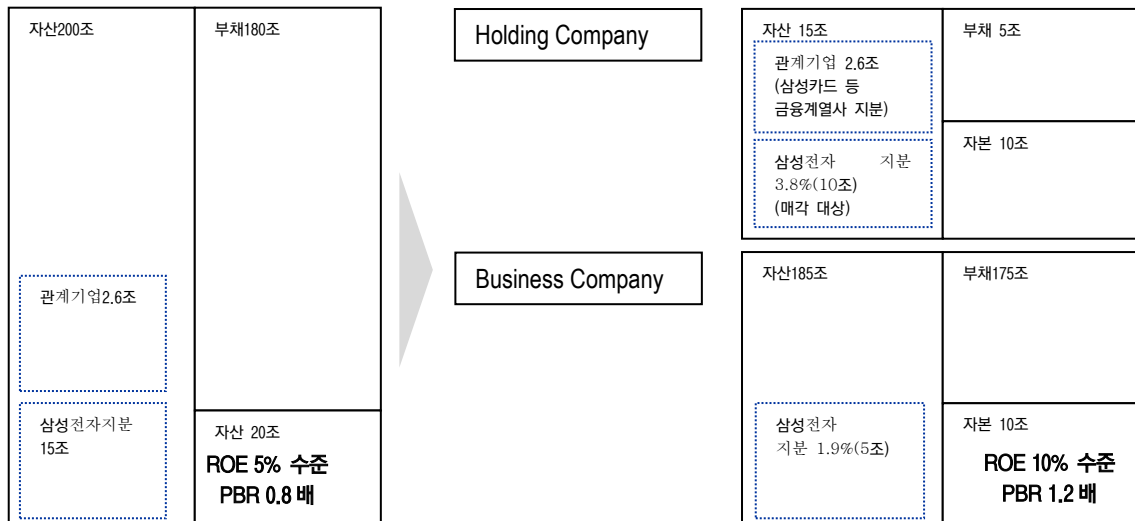 자산200조
부채180조
관계기업2.6조
삼성전자지분
15조
자산 20조
ROE 5% 수준
PBR 0.8 배
Holding Company
Business Company
자산 15조
관계기업 2.6조
(삼성카드 등
금융계열사 지분)
삼성전자 지분
3.8%(10조)
(매각 대상)
부채 5조
자본 10조
자산185조
삼성전자
지분 1.9%(5조)
부채175조
자본 10조
ROE 10% 수준
PBR 1.2 배